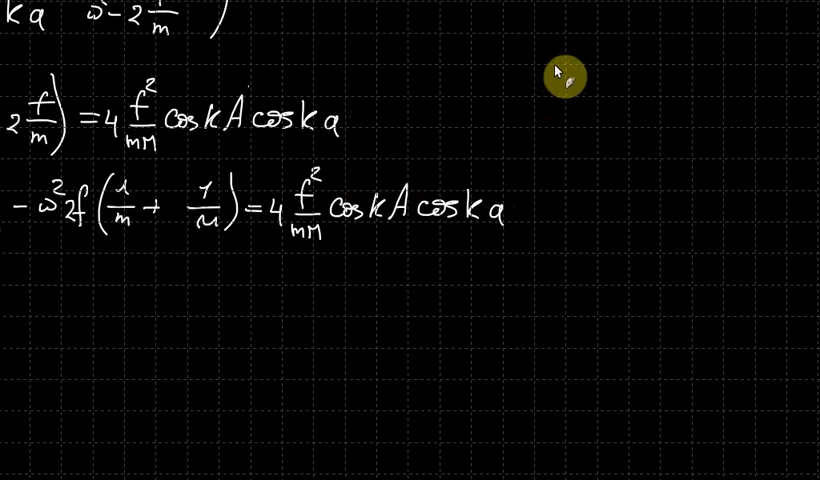 ka ω² - 2 f/m )
2 f/m ) = 4 f²/mM cos kA cos ka
- ω² 2f ( 1/m + 1/M ) = 4 f²/mM cos kA cos ka